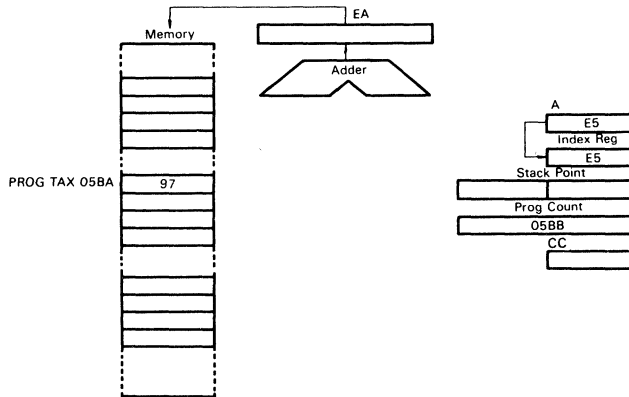 EA
Memory
Adder
A
E5
Index Reg
E5
Stack Point
PROG TAX 05BA 97
Prog Count
05BB
CC